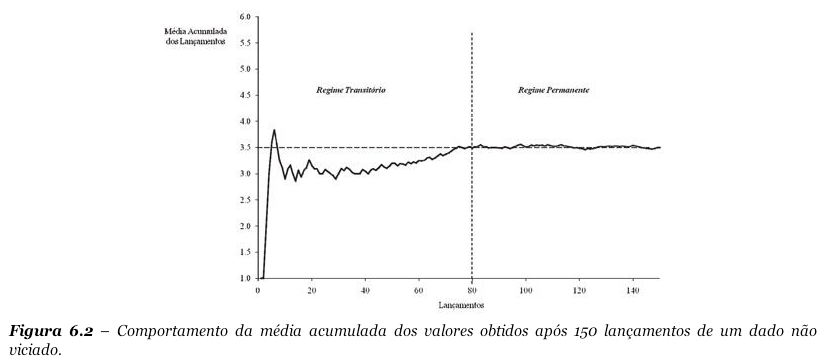 Média Acumulada
dos Lançamentos
6.0
5.5
5.0
4.5
4.0
3.5
3.0
2.5
2.0
1.5
1.0
Regime Transitório
Regime Permanente
0
20
40
60
80
100
120
140
Lançamentos
Figura 6.2 – Comportamento da média acumulada dos valores obtidos após 150 lançamentos de um dado não
viciado.